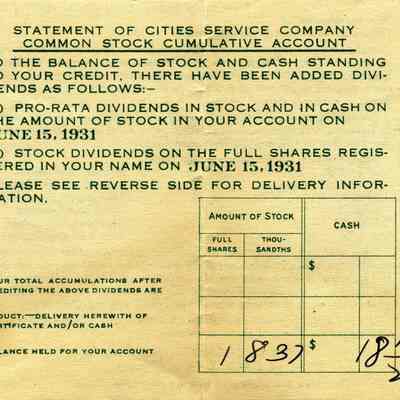 STATEMENT OF CITIES SERVICE COMPANY
COMMON STOCK CUMULATIVE ACCOUNT
O THE BALANCE OF STOCK AND CASH STANDING
O YOUR CREDIT, THERE HAVE BEEN ADDED DIVI-
ENDS AS FOLLOWS:—
) PRO-RATA DIVIDENDS IN STOCK AND IN CASH ON
HE AMOUNT OF STOCK IN YOUR ACCOUNT ON
UNE 15, 1931
) STOCK DIVIDENDS ON THE FULL SHARES REGIS-
ERED IN YOUR NAME ON JUNE 15, 1931
LEASE SEE REVERSE SIDE FOR DELIVERY INFOR-
ATION.
AMOUNT OF STOCK
CASH
FULL SHARES
THOU-SANDTHS
UR TOTAL ACCUMULATIONS AFTER
EDITING THE ABOVE DIVIDENDS ARE
$
DUCT:—DELIVERY HEREWITH OF
RTIFICATE AND/OR CASH
LANCE HELD FOR YOUR ACCOUNT
1 837 $ 18